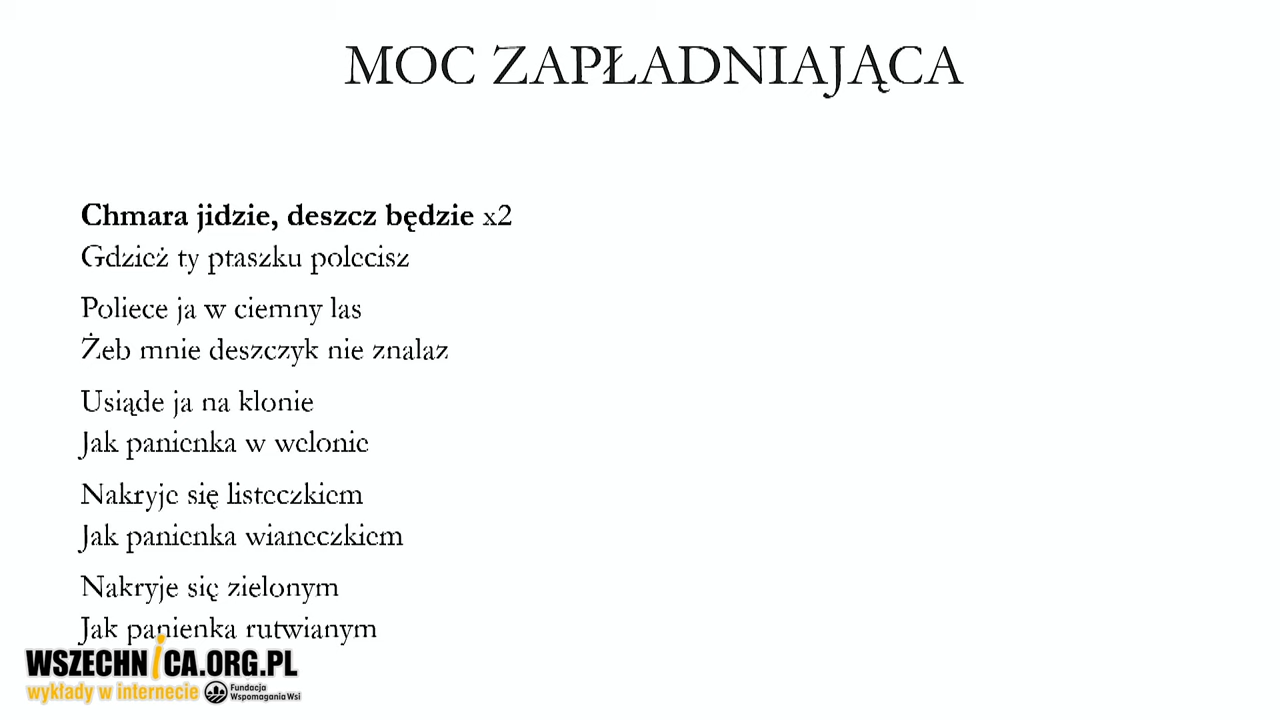 MOC ZAPŁADNIAJĄCA
Chmara jidzie, deszcz będzie x2
Gdzież ty ptaszku polecisz
Poliece ja w ciemny las
Żeb mnie deszczyk nie znalaz
Usiąde ja na klonie
Jak panienka w welonie
Nakryje się listeczkiem
Jak panienka wianeczkiem
Nakryje się zielonym
Jak panienka rutwianym
WSZECHNICA.ORG.PL
wykłady w internecie
Fundacja
Wspomagania Wsi